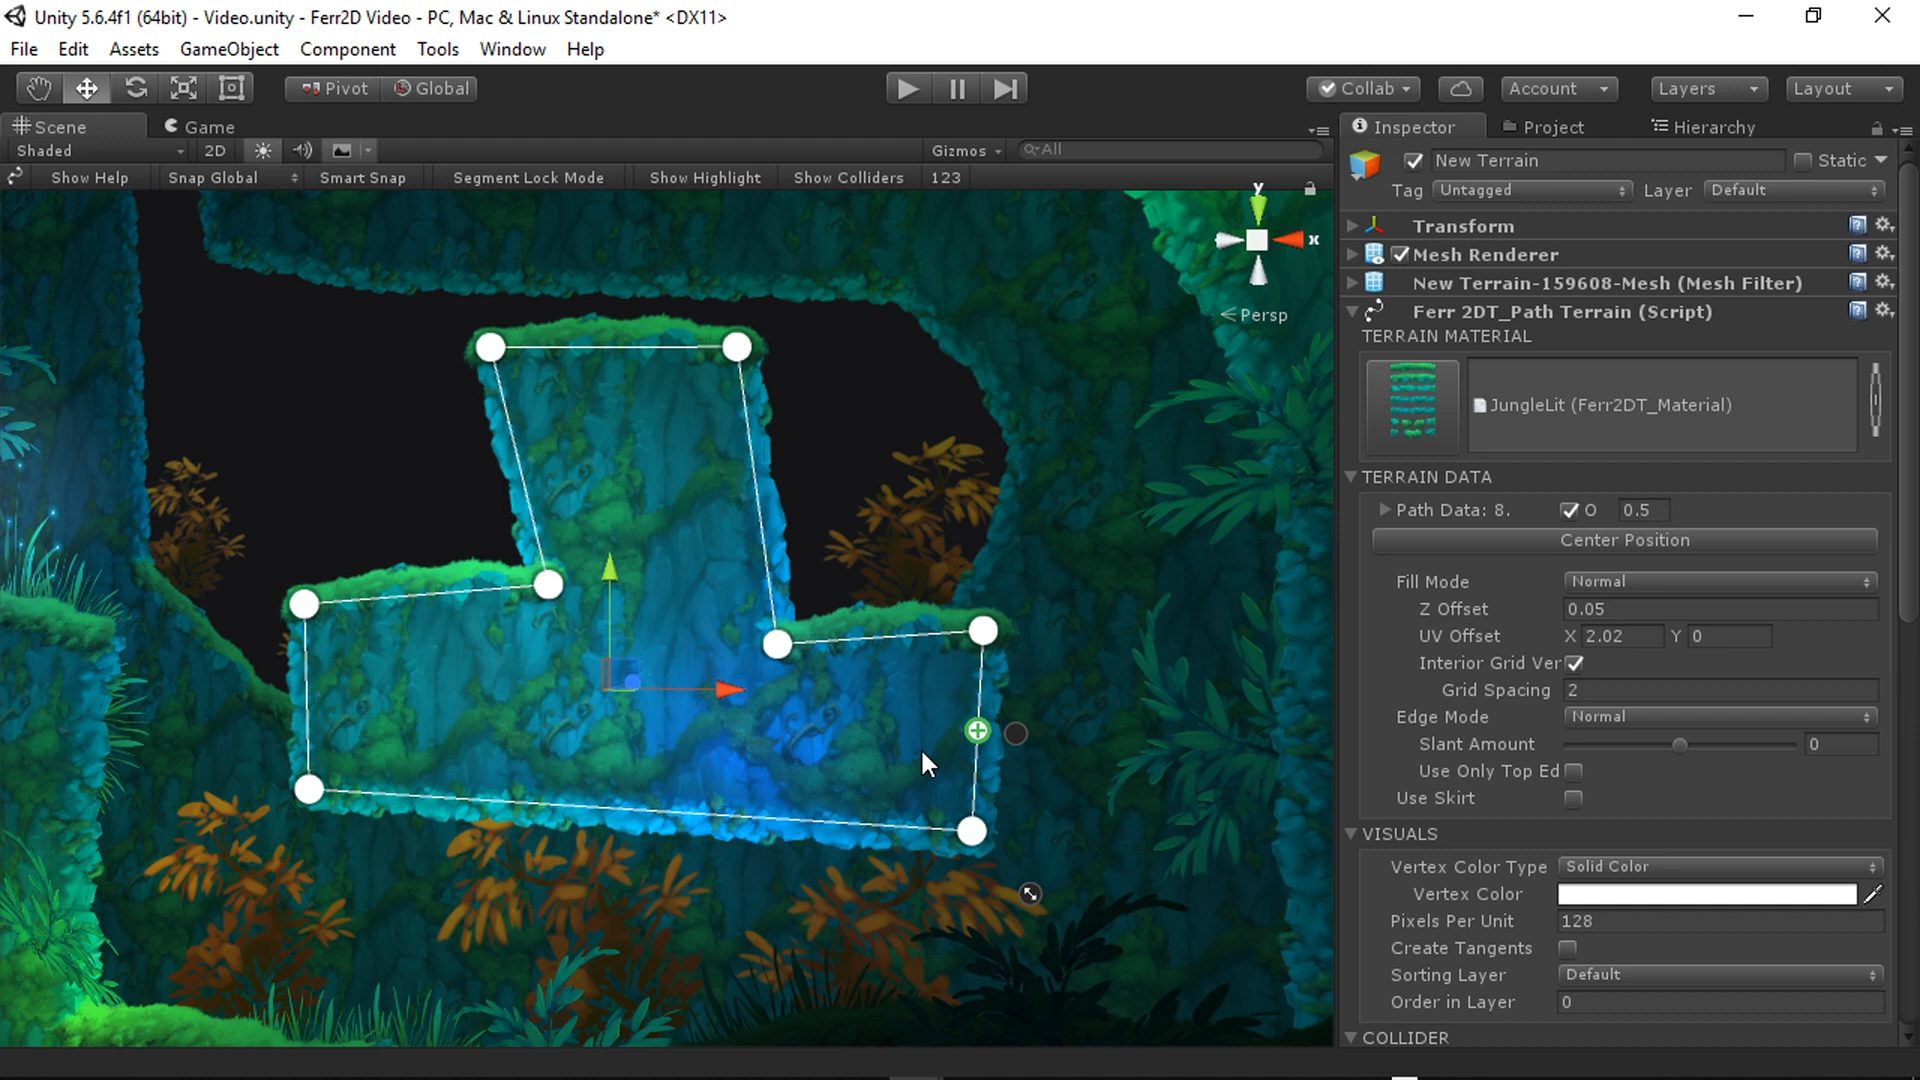 Unity 5.6.4f1 (64bit) - Video.unity - Ferr2D Video - PC, Mac & Linux Standalone* <DX11>
File Edit Assets GameObject Component Tools Window Help
Pivot Global Collab Account Layers Layout
Scene Game
Shaded 2D Gizmos All
Show Help Snap Global Smart Snap Segment Lock Mode Show Highlight Show Colliders 123
y
x
Persp
Inspector Project Hierarchy
New Terrain Static
Tag Untagged Layer Default
Transform
Mesh Renderer
New Terrain-159608-Mesh (Mesh Filter)
Ferr 2DT_Path Terrain (Script)
TERRAIN MATERIAL
JungleLit (Ferr2DT_Material)
TERRAIN DATA
Path Data: 8. O 0.5
Center Position
Fill Mode Normal
Z Offset 0.05
UV Offset X 2.02 Y 0
Interior Grid Ver
Grid Spacing 2
Edge Mode Normal
Slant Amount 0
Use Only Top Ed
Use Skirt
VISUALS
Vertex Color Type Solid Color
Vertex Color
Pixels Per Unit 128
Create Tangents
Sorting Layer Default
Order in Layer 0
COLLIDER